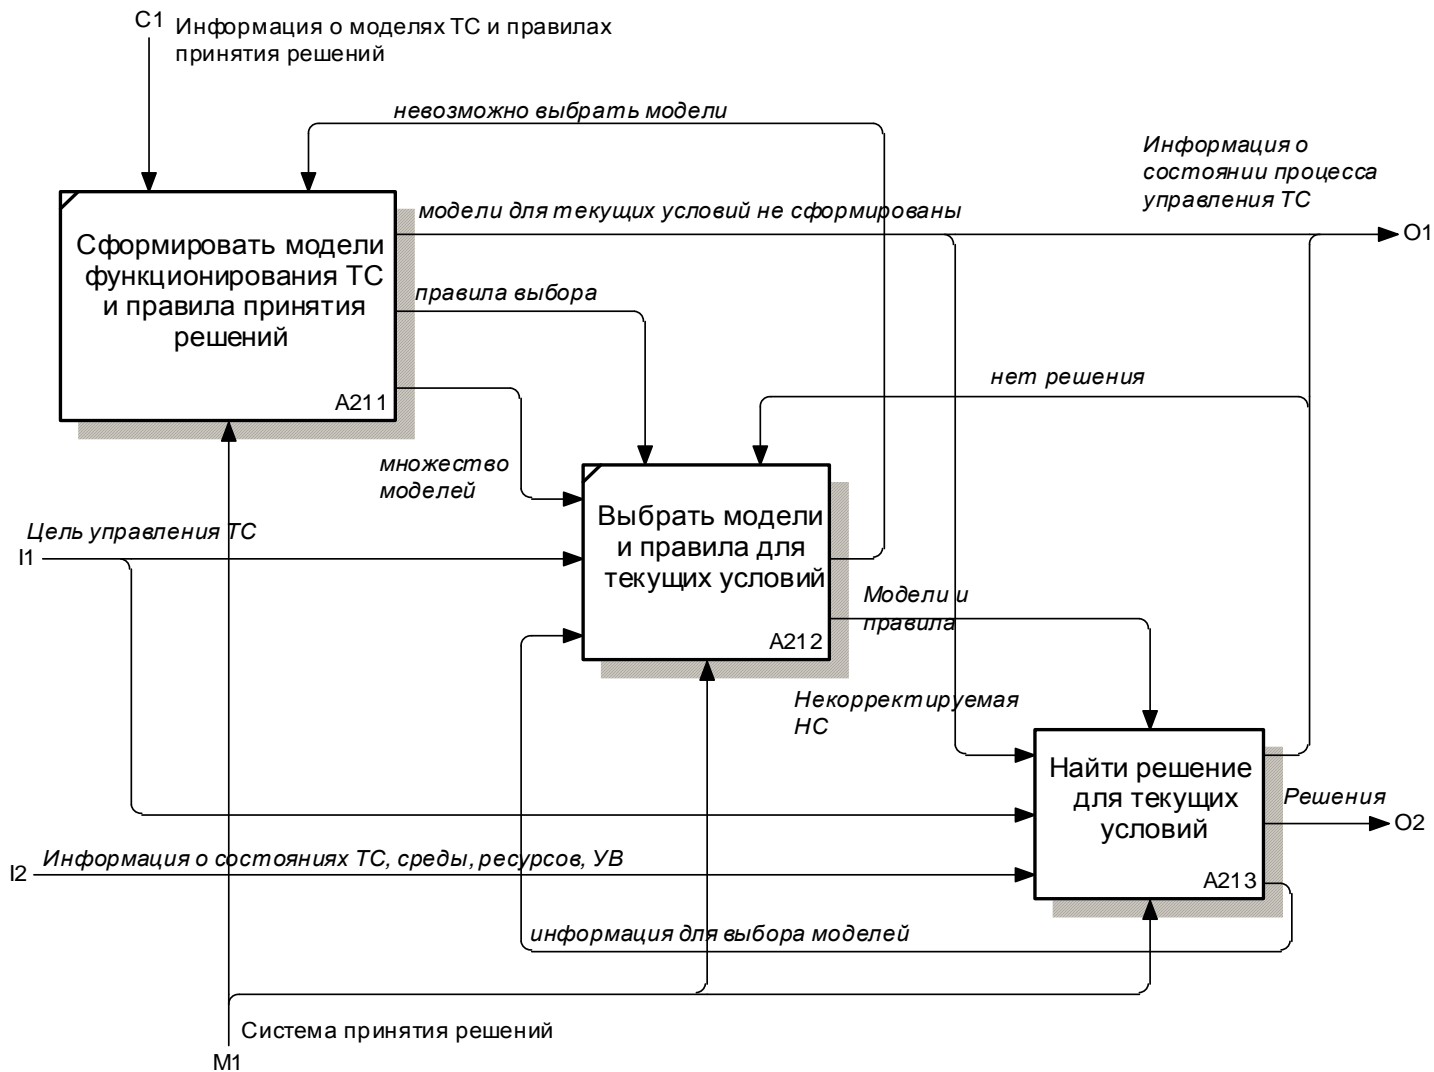 C1
Информация о моделях ТС и правилах
принятия решений
невозможно выбрать модели
Информация о
состоянии процесса
управления ТС
модели для текущих условий не сформированы
O1
Сформировать модели
функционирования ТС
и правила принятия
решений
A211
правила выбора
нет решения
множество
моделей
Цель управления ТС
I1
Выбрать модели
и правила для
текущих условий
A212
Модели и
правила
Некорректируемая
НС
Найти решение
для текущих
условий
A213
Решения
O2
Информация о состояниях ТС, среды, ресурсов, УВ
I2
информация для выбора моделей
Система принятия решений
M1